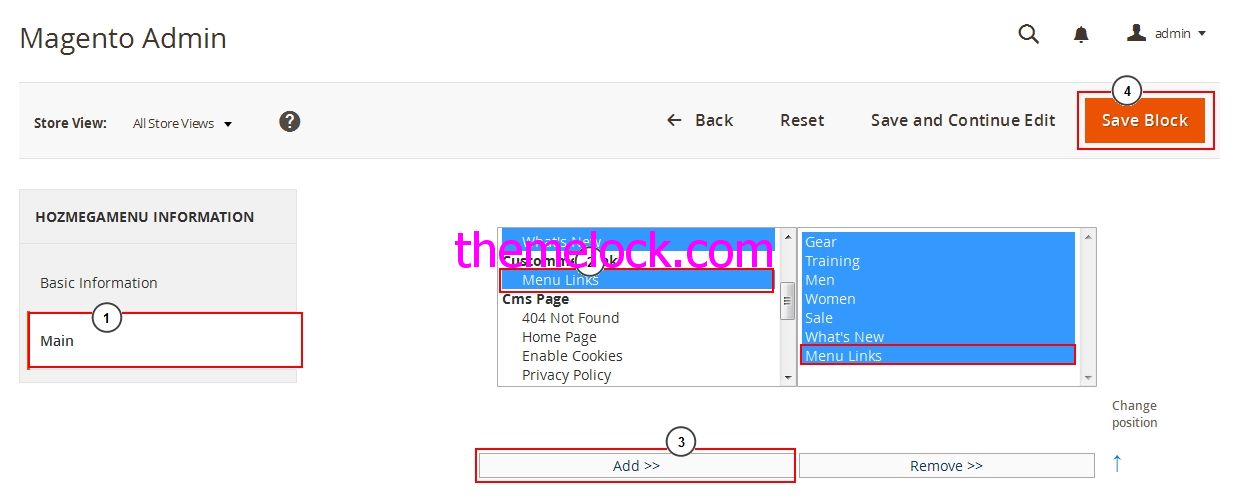 Magento Admin
admin
4
Store View: All Store Views ? Back Reset Save and Continue Edit Save Block
HOZMEGAMENU INFORMATION
Basic Information
1
Main
What's New
themelock.com
2
Menu Links
Cms Page
404 Not Found
Home Page
Enable Cookies
Privacy Policy
Gear
Training
Men
Women
Sale
What's New
Menu Links
Change
position
3
Add >> Remove >>